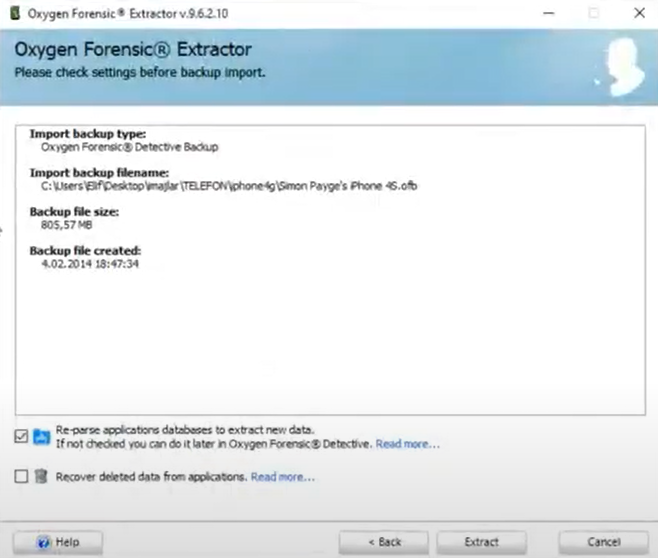 Oxygen Forensic® Extractor v.9.6.2.10
Oxygen Forensic® Extractor
Please check settings before backup import.
Import backup type:
Oxygen Forensic® Detective Backup
Import backup filename:
C:\Users\Elif\Desktop\imajlar\TELEFON\iphone4g\Simon Payge's iPhone 4S.ofb
Backup file size:
805,57 MB
Backup file created:
4.02.2014 18:47:34
Re-parse applications databases to extract new data.
If not checked you can do it later in Oxygen Forensic® Detective. Read more...
Recover deleted data from applications. Read more...
Help < Back Extract Cancel